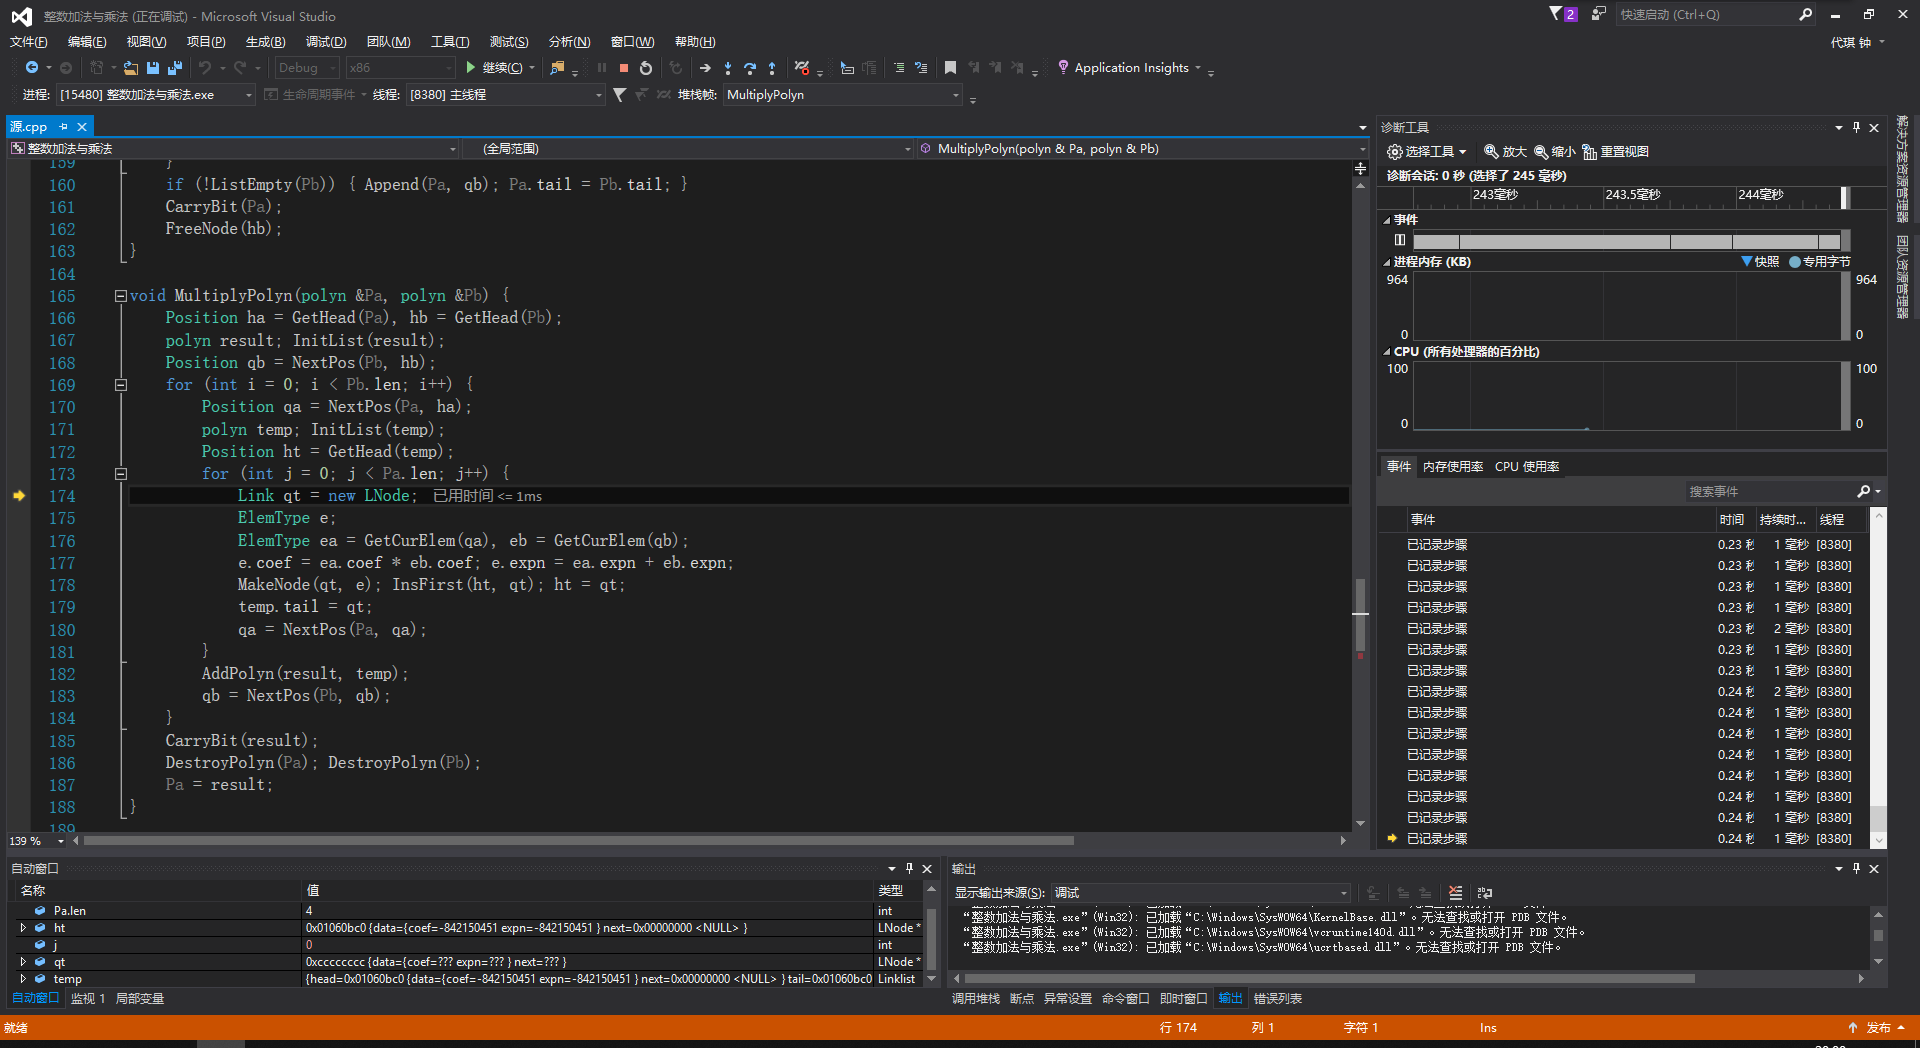 整数加法与乘法 (正在调试) - Microsoft Visual Studio
2
快速启动 (Ctrl+Q)
文件(F) 编辑(E) 视图(V) 项目(P) 生成(B) 调试(D) 团队(M) 工具(T) 测试(S) 分析(N) 窗口(W) 帮助(H)
代琪 钟
Debug x86 继续(C) Application Insights
进程: [15480] 整数加法与乘法.exe 生命周期事件 线程: [8380] 主线程 堆栈帧: MultiplyPolyn
源.cpp
整数加法与乘法 (全局范围) MultiplyPolyn(polyn & Pa, polyn & Pb)
159 }
160 if (!ListEmpty(Pb)) { Append(Pa, qb); Pa.tail = Pb.tail; }
161 CarryBit(Pa);
162 FreeNode(hb);
163 }
164
165 void MultiplyPolyn(polyn &Pa, polyn &Pb) {
166 Position ha = GetHead(Pa), hb = GetHead(Pb);
167 polyn result; InitList(result);
168 Position qb = NextPos(Pb, hb);
169 for (int i = 0; i < Pb.len; i++) {
170 Position qa = NextPos(Pa, ha);
171 polyn temp; InitList(temp);
172 Position ht = GetHead(temp);
173 for (int j = 0; j < Pa.len; j++) {
174 Link qt = new LNode; 已用时间 <= 1ms
175 ElemType e;
176 ElemType ea = GetCurElem(qa), eb = GetCurElem(qb);
177 e.coef = ea.coef * eb.coef; e.expn = ea.expn + eb.expn;
178 MakeNode(qt, e); InsFirst(ht, qt); ht = qt;
179 temp.tail = qt;
180 qa = NextPos(Pa, qa);
181 }
182 AddPolyn(result, temp);
183 qb = NextPos(Pb, qb);
184 }
185 CarryBit(result);
186 DestroyPolyn(Pa); DestroyPolyn(Pb);
187 Pa = result;
188 }
189
139 %
诊断工具
选择工具 放大 缩小 重置视图
诊断会话: 0 秒 (选择了 245 毫秒)
243毫秒 243.5毫秒 244毫秒
事件
进程内存 (KB) 快照 专用字节
964 964
0 0
CPU (所有处理器的百分比)
100 100
0 0
事件 内存使用率 CPU 使用率
搜索事件
事件 时间 持续时... 线程
已记录步骤 0.23 秒 1 毫秒 [8380]
已记录步骤 0.23 秒 1 毫秒 [8380]
已记录步骤 0.23 秒 1 毫秒 [8380]
已记录步骤 0.23 秒 1 毫秒 [8380]
已记录步骤 0.23 秒 2 毫秒 [8380]
已记录步骤 0.23 秒 1 毫秒 [8380]
已记录步骤 0.23 秒 1 毫秒 [8380]
已记录步骤 0.24 秒 2 毫秒 [8380]
已记录步骤 0.24 秒 1 毫秒 [8380]
已记录步骤 0.24 秒 1 毫秒 [8380]
已记录步骤 0.24 秒 1 毫秒 [8380]
已记录步骤 0.24 秒 1 毫秒 [8380]
已记录步骤 0.24 秒 1 毫秒 [8380]
已记录步骤 0.24 秒 1 毫秒 [8380]
已记录步骤 0.24 秒 1 毫秒 [8380]
解决方案资源管理器
团队资源管理器
自动窗口
名称 值 类型
Pa.len 4 int
ht 0x01060bc0 {data={coef=-842150451 expn=-842150451 } next=0x00000000 <NULL> } LNode *
j 0 int
qt 0xcccccccc {data={coef=??? expn=??? } next=??? } LNode *
temp {head=0x01060bc0 {data={coef=-842150451 expn=-842150451 } next=0x00000000 <NULL> } tail=0x01060bc0 Linklist
自动窗口 监视 1 局部变量
输出
显示输出来源(S): 调试
“整数加法与乘法.exe”(Win32): 已加载“C:\Windows\SysWOW64\KernelBase.dll”。无法查找或打开 PDB 文件。
“整数加法与乘法.exe”(Win32): 已加载“C:\Windows\SysWOW64\vcruntime140d.dll”。无法查找或打开 PDB 文件。
“整数加法与乘法.exe”(Win32): 已加载“C:\Windows\SysWOW64\ucrtbased.dll”。无法查找或打开 PDB 文件。
调用堆栈 断点 异常设置 命令窗口 即时窗口 输出 错误列表
就绪 行 174 列 1 字符 1 Ins 发布